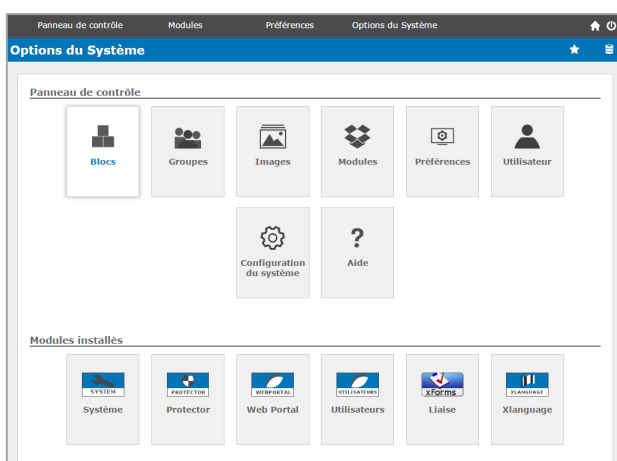 Panneau de contrôle Modules Préférences Options du Système
Options du Système
Panneau de contrôle
Blocs Groupes Images Modules Préférences Utilisateur
Configuration
du système
Aide
?
Modules installés
SYSTEM PROTECTOR WEBPORTAL UTILISATEURS xForms XLANGUAGE
Système Protector Web Portal Utilisateurs Liaise Xlanguage